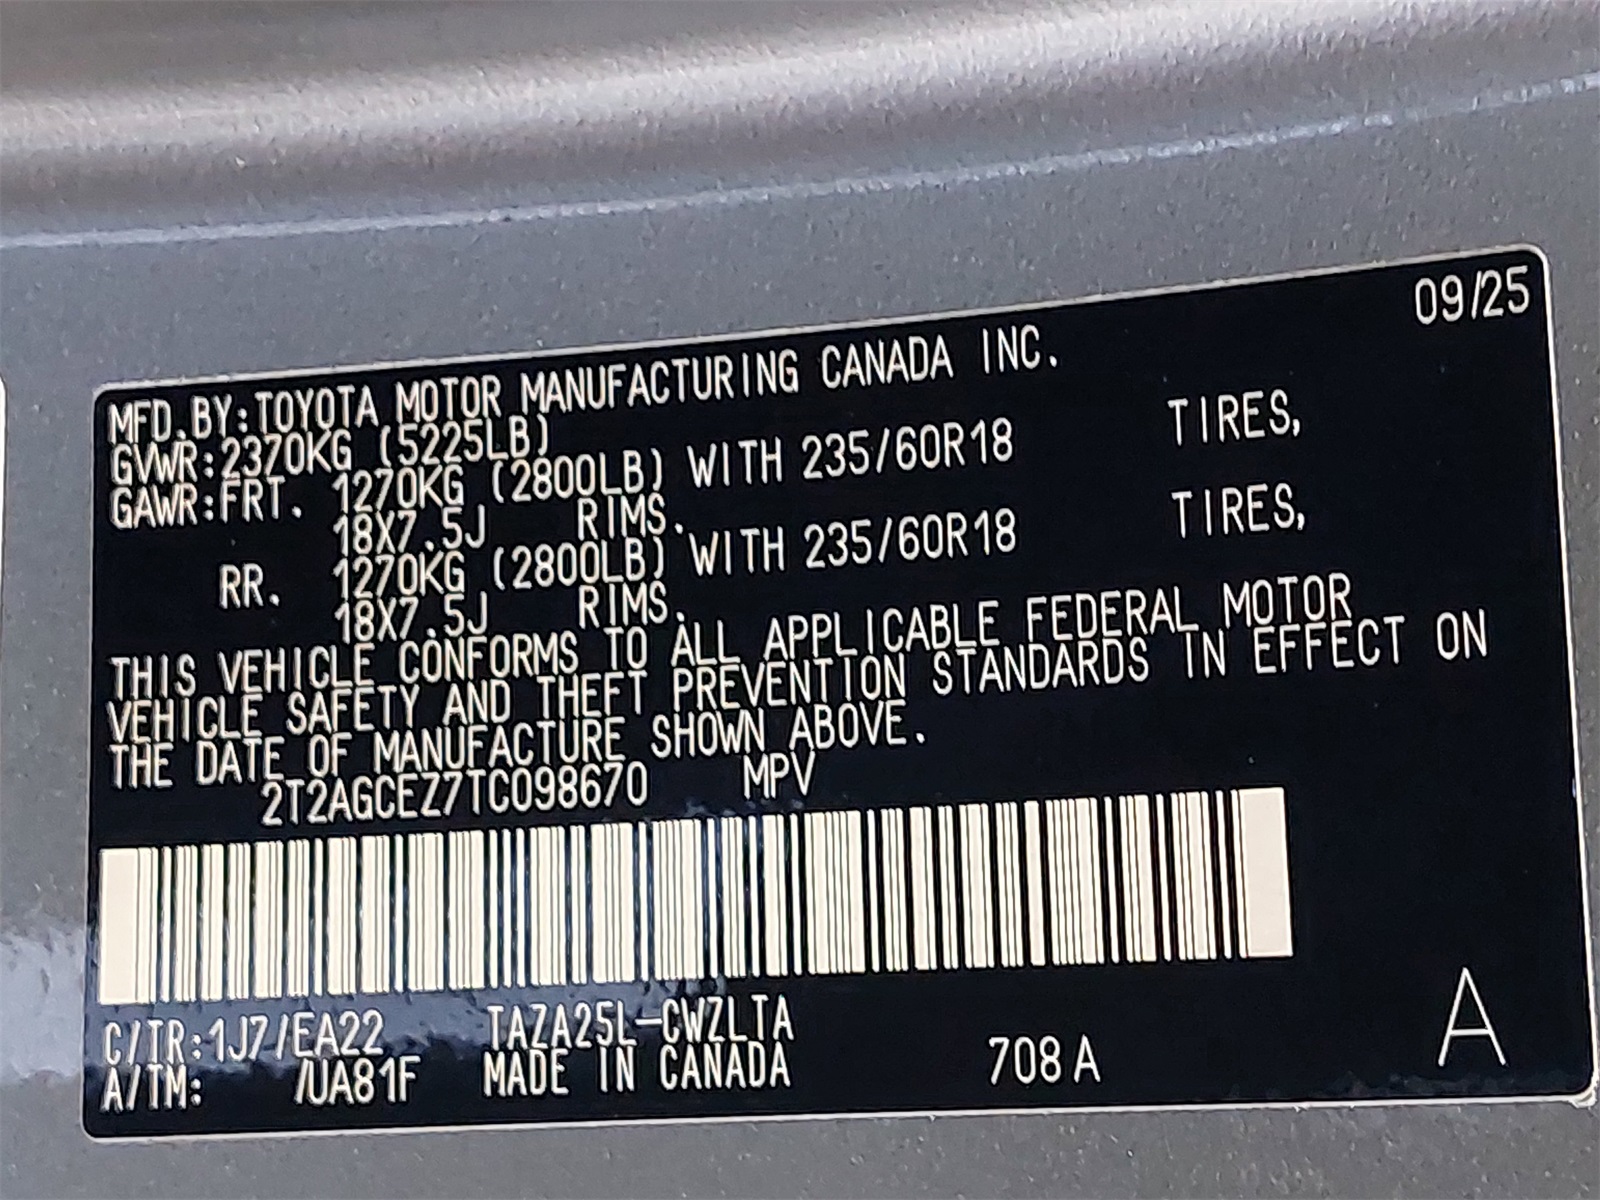 09/25
MFD.BY:TOYOTA MOTOR MANUFACTURING CANADA INC.
GVWR:2370KG (5225LB)
GAWR:FRT. 1270KG (2800LB) WITH 235/60R18 TIRES,
18X7.5J RIMS.
RR. 1270KG (2800LB) WITH 235/60R18 TIRES,
18X7.5J RIMS.
THIS VEHICLE CONFORMS TO ALL APPLICABLE FEDERAL MOTOR
VEHICLE SAFETY AND THEFT PREVENTION STANDARDS IN EFFECT ON
THE DATE OF MANUFACTURE SHOWN ABOVE.
2T2AGCEZ7TC098670 MPV
C/TR:1J7/EA22 TAZA25L-CWZLTA
A/TM: /UA81F MADE IN CANADA 708 A
A